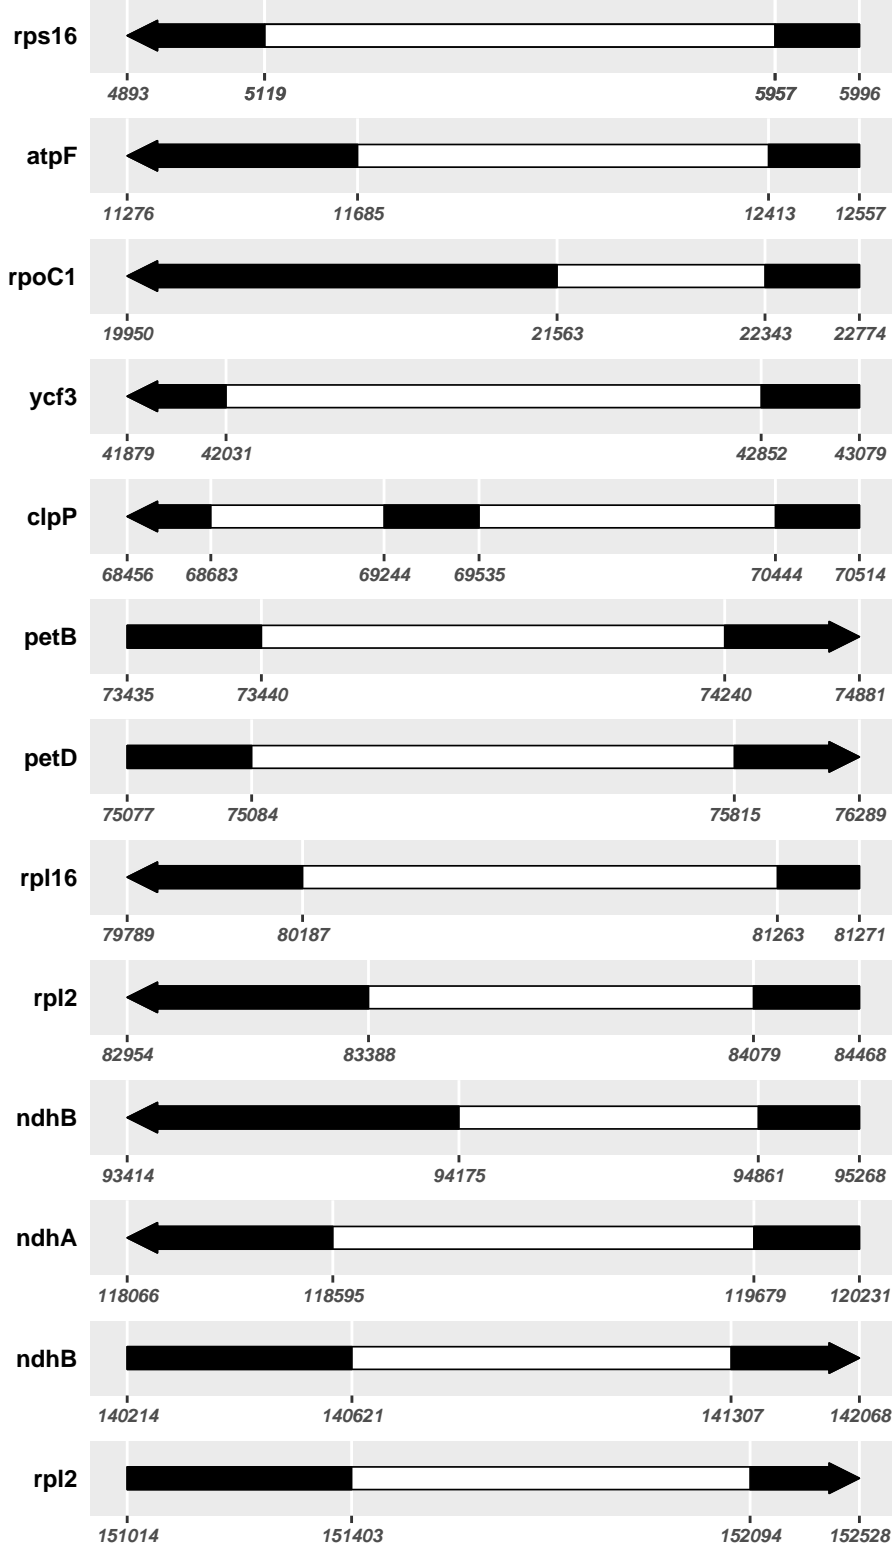 rps16
4893 5119 5957 5996
atpF
11276 11685 12413 12557
rpoC1
19950 21563 22343 22774
ycf3
41879 42031 42852 43079
clpP
68456 68683 69244 69535 70444 70514
petB
73435 73440 74240 74881
petD
75077 75084 75815 76289
rpl16
79789 80187 81263 81271
rpl2
82954 83388 84079 84468
ndhB
93414 94175 94861 95268
ndhA
118066 118595 119679 120231
ndhB
140214 140621 141307 142068
rpl2
151014 151403 152094 152528